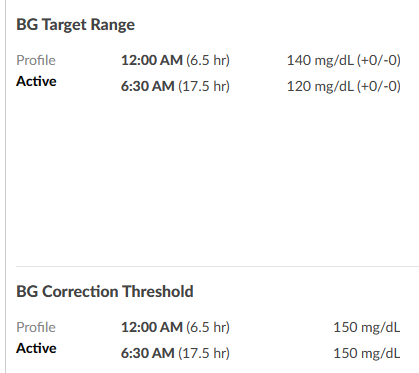 BG Target Range
Profile 12:00 AM (6.5 hr) 140 mg/dL (+0/-0)
Active 6:30 AM (17.5 hr) 120 mg/dL (+0/-0)
BG Correction Threshold
Profile 12:00 AM (6.5 hr) 150 mg/dL
Active 6:30 AM (17.5 hr) 150 mg/dL